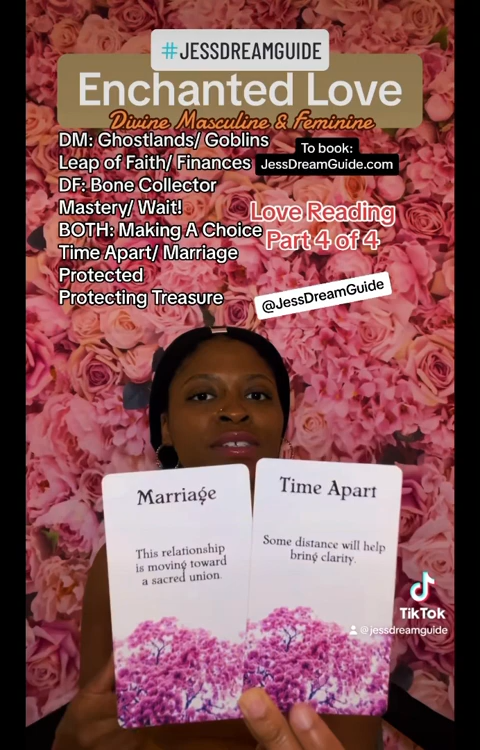 #JESSDREAMGUIDE
Enchanted Love
Divine Masculine & Feminine
DM: Ghostlands/ Goblins
Leap of Faith/ Finances
DF: Bone Collector
Mastery/ Wait!
BOTH: Making A Choice
Time Apart/ Marriage
Protected
Protecting Treasure
To book:
JessDreamGuide.com
Love Reading
Part 4 of 4
@JessDreamGuide
Marriage
This relationship
is moving toward
a sacred union.
Time Apart
Some distance will help
bring clarity.
TikTok
@jessdreamguide